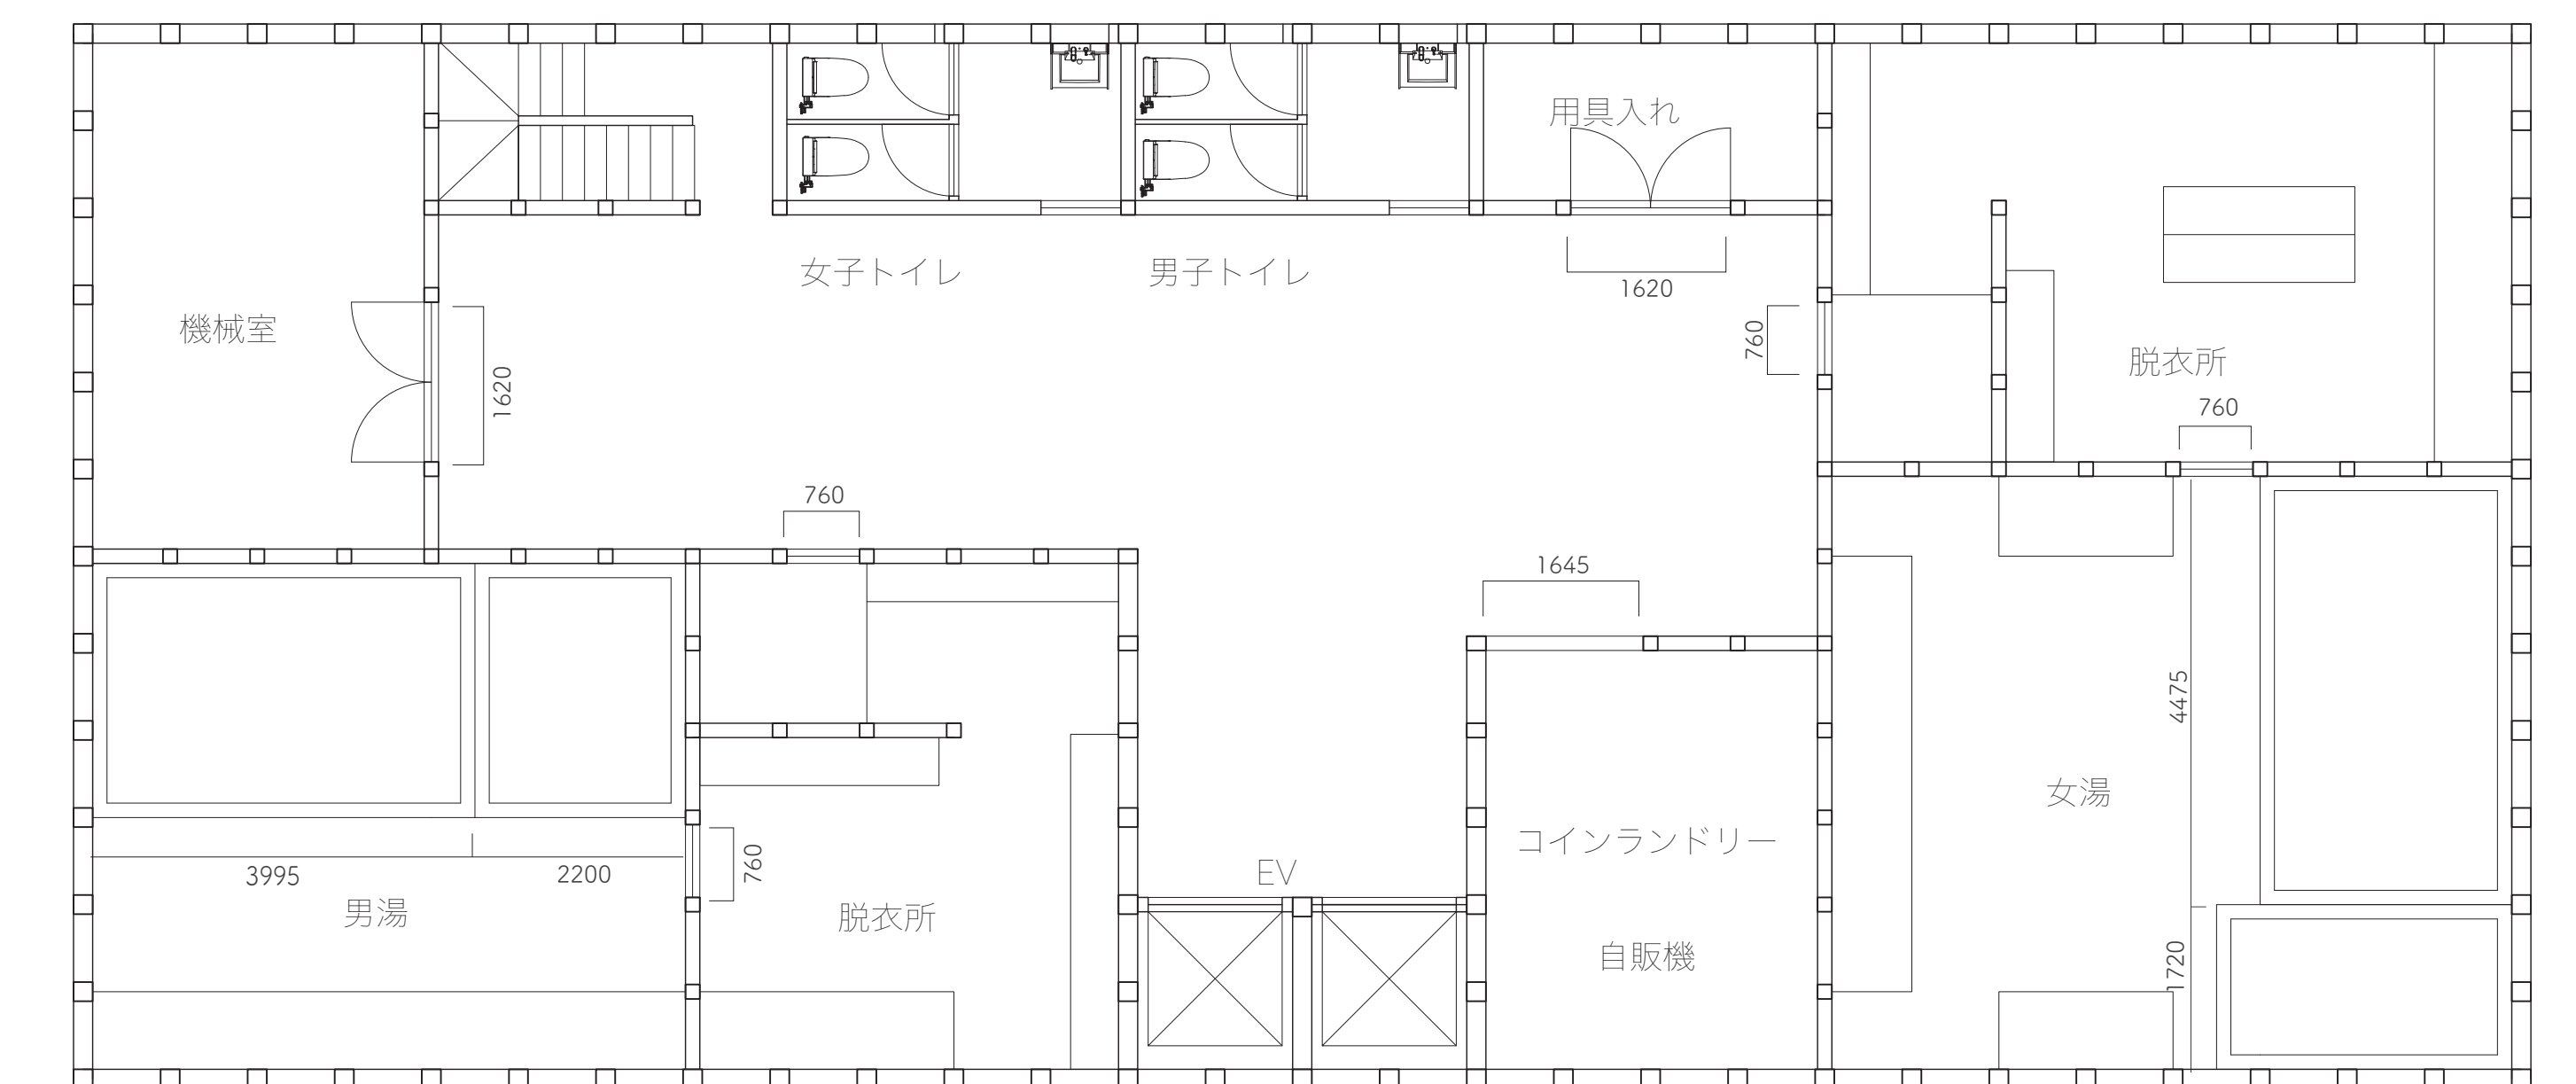 用具入れ
女子トイレ
男子トイレ
1620
機械室
1620
760
脱衣所
760
760
1645
4475
女湯
コインランドリー
760
EV
3995
2200
男湯
脱衣所
自販機
1720